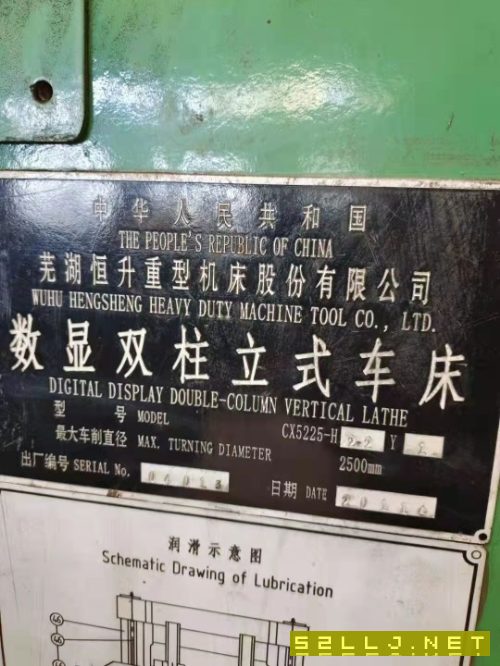 中华人民共和国
THE PEOPLE'S REPUBLIC OF CHINA
芜湖恒升重型机床股份有限公司
WUHU HENGSHENG HEAVY DUTY MACHINE TOOL CO., LTD.
数显双柱立式车床
DIGITAL DISPLAY DOUBLE-COLUMN VERTICAL LATHE
型 号 MODEL CX5225-H Y
最大车削直径 MAX. TURNING DIAMETER 2500mm
出厂编号 SERIAL No.
日期 DATE
润滑示意图
Schematic Drawing of Lubrication
52LLJ.NET